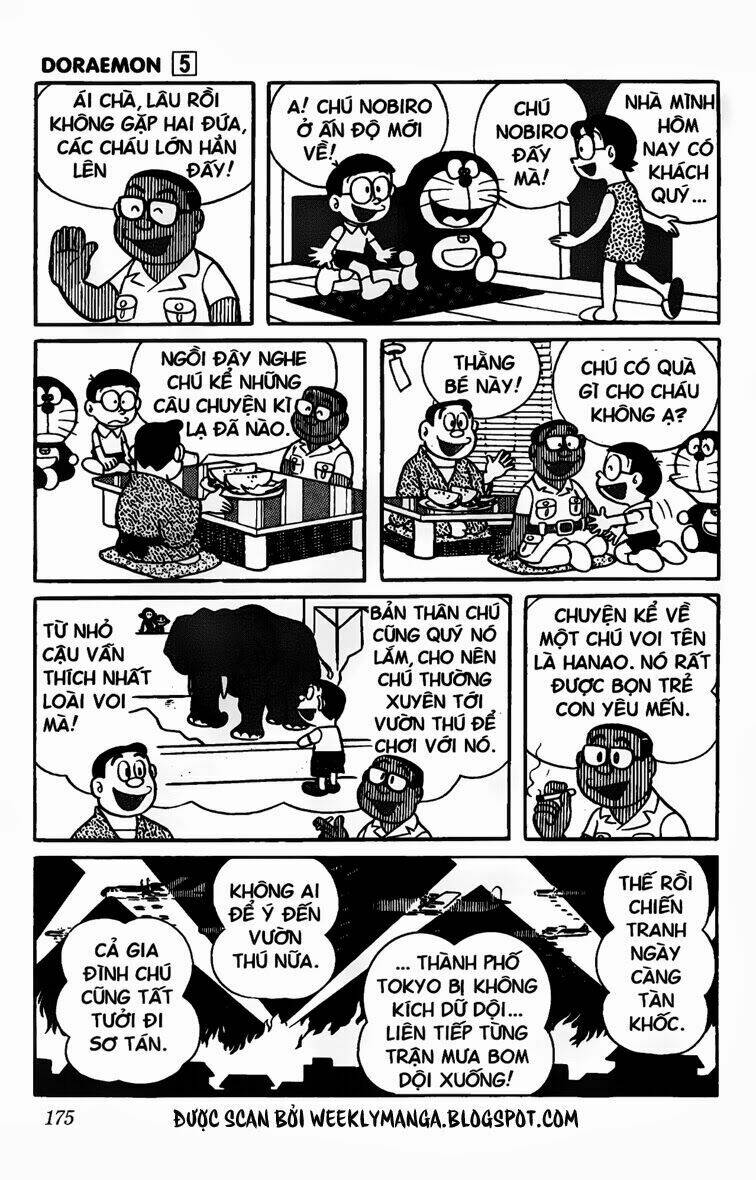 DORAEMON 5
NHÀ MÌNH
HÔM
NAY CÓ
KHÁCH
QUÝ...
CHÚ
NOBIRO
ĐẤY
MÀ!
A! CHÚ NOBIRO
Ở ẤN ĐỘ MỚI
VỀ!
ÁI CHÀ, LÂU RỒI
KHÔNG GẶP HAI ĐỨA,
CÁC CHÁU LỚN HẲN
LÊN ĐẤY!
CHÚ CÓ QUÀ
GÌ CHO CHÁU
KHÔNG Ạ?
THẰNG
BÉ NÀY!
NGỒI ĐÂY NGHE
CHÚ KỂ NHỮNG
CÂU CHUYỆN KÌ
LẠ ĐÃ NÀO.
CHUYỆN KỂ VỀ
MỘT CHÚ VOI TÊN
LÀ HANAO. NÓ RẤT
ĐƯỢC BỌN TRẺ
CON YÊU MẾN.
BẢN THÂN CHÚ
CŨNG QUÝ NÓ
LẮM, CHO NÊN
CHÚ THƯỜNG
XUYÊN TỚI
VƯỜN THÚ ĐỂ
CHƠI VỚI NÓ.
TỪ NHỎ
CẬU VẪN
THÍCH NHẤT
LOÀI VOI
MÀ!
THẾ RỒI
CHIẾN
TRANH
NGÀY
CÀNG
TÀN
KHỐC.
... THÀNH PHỐ
TOKYO BỊ KHÔNG
KÍCH DỮ DỘI...
LIÊN TIẾP TỪNG
TRẬN MƯA BOM
DỘI XUỐNG!
KHÔNG AI
ĐỂ Ý ĐẾN
VƯỜN
THÚ NỮA.
CẢ GIA
ĐÌNH CHÚ
CŨNG TẤT
TƯỞI ĐI
SƠ TÁN.
175
ĐƯỢC SCAN BỞI WEEKLYMANGA.BLOGSPOT.COM